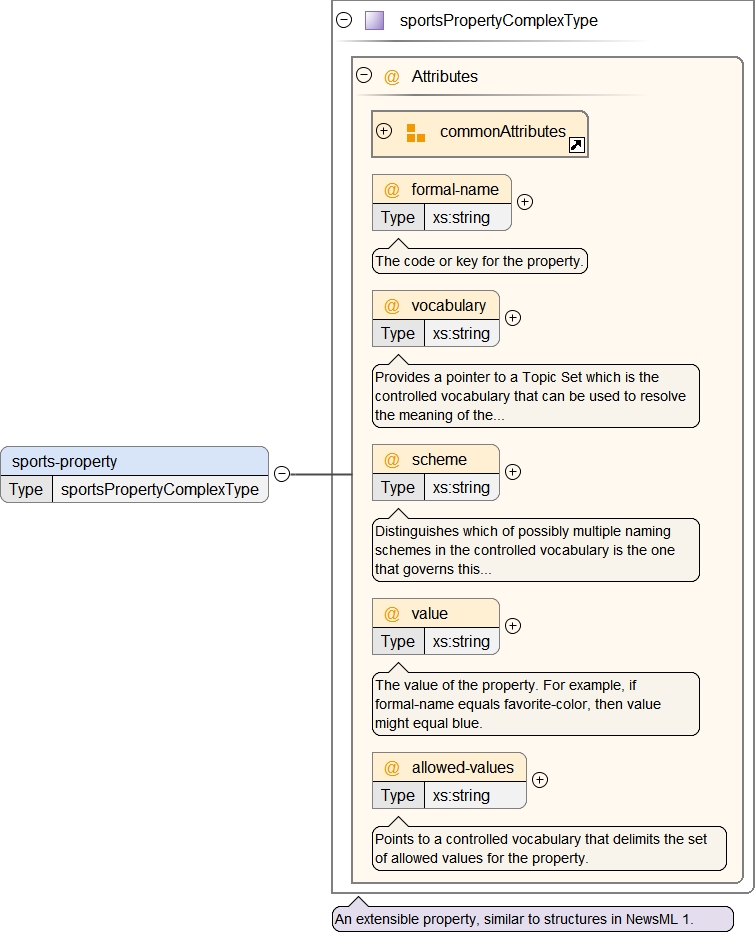 sportsPropertyComplexType
@ Attributes
commonAttributes
@ formal-name
Type xs:string
The code or key for the property.
@ vocabulary
Type xs:string
Provides a pointer to a Topic Set which is the
controlled vocabulary that can be used to resolve
the meaning of the...
sports-property
Type sportsPropertyComplexType
@ scheme
Type xs:string
Distinguishes which of possibly multiple naming
schemes in the controlled vocabulary is the one
that governs this...
@ value
Type xs:string
The value of the property. For example, if
formal-name equals favorite-color, then value
might equal blue.
@ allowed-values
Type xs:string
Points to a controlled vocabulary that delimits the set
of allowed values for the property.
An extensible property, similar to structures in NewsML 1.